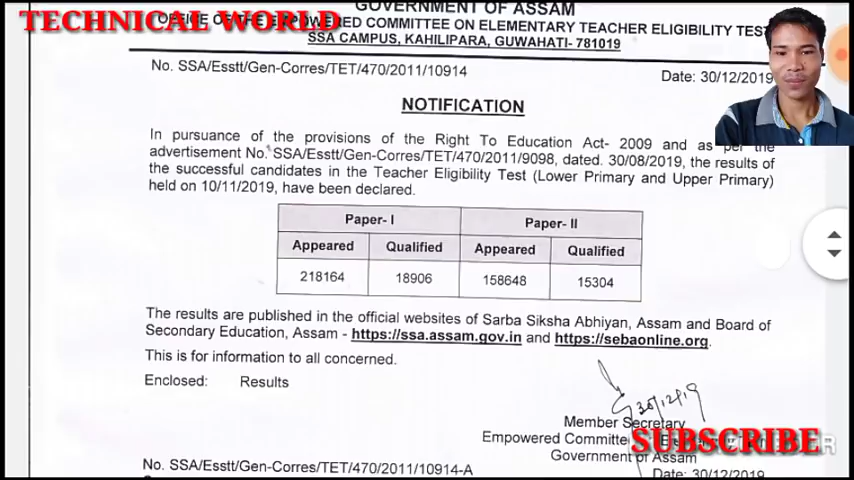 GOVERNMENT OF ASSAM
TECHNICAL WORLD
OFFICE OF THE EMPOWERED COMMITTEE ON ELEMENTARY TEACHER ELIGIBILITY TEST
SSA CAMPUS, KAHILIPARA, GUWAHATI- 781019
No. SSA/Esstt/Gen-Corres/TET/470/2011/10914
Date: 30/12/2019
NOTIFICATION
In pursuance of the provisions of the Right To Education Act- 2009 and as per the
advertisement No. SSA/Esstt/Gen-Corres/TET/470/2011/9098, dated. 30/08/2019, the results of
the successful candidates in the Teacher Eligibility Test (Lower Primary and Upper Primary)
held on 10/11/2019, have been declared.
Paper- I Paper- II
Appeared Qualified Appeared Qualified
218164 18906 158648 15304
The results are published in the official websites of Sarba Siksha Abhiyan, Assam and Board of
Secondary Education, Assam - https://ssa.assam.gov.in and https://sebaonline.org.
This is for information to all concerned.
Enclosed: Results
30/12/19
Member Secretary
Empowered Committee
SUBSCRIBE
Government of Assam
No. SSA/Esstt/Gen-Corres/TET/470/2011/10914-A
Date: 30/12/2019